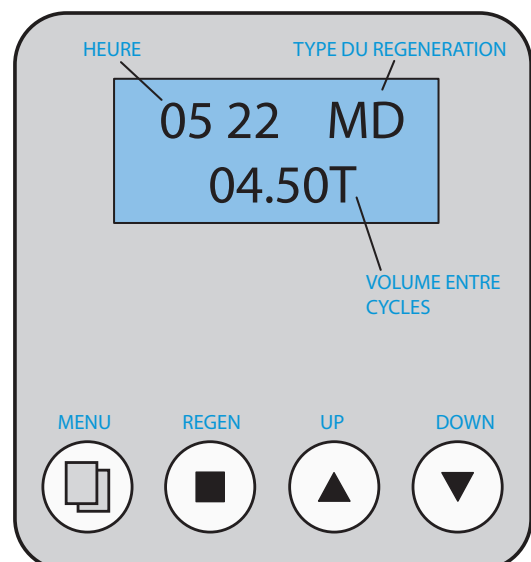 HEURE
TYPE DU REGENERATION
05 22 MD
04.50T
VOLUME ENTRE
CYCLES
MENU
REGEN
UP
DOWN